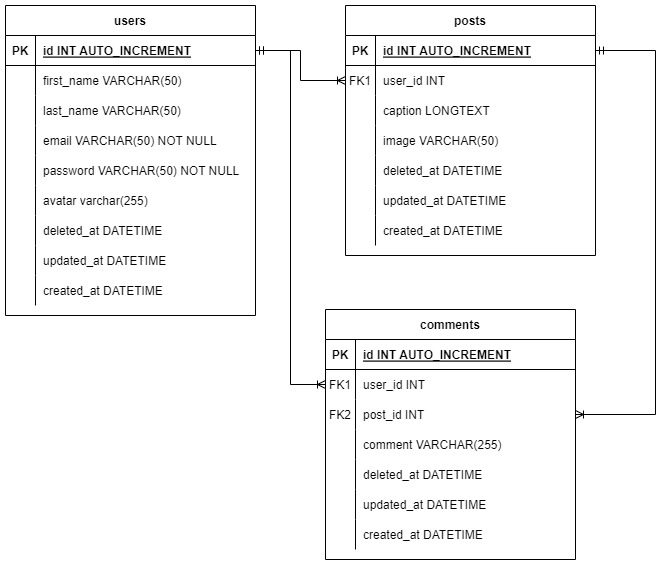 users
PK id INT AUTO_INCREMENT
first_name VARCHAR(50)
last_name VARCHAR(50)
email VARCHAR(50) NOT NULL
password VARCHAR(50) NOT NULL
avatar varchar(255)
deleted_at DATETIME
updated_at DATETIME
created_at DATETIME
posts
PK id INT AUTO_INCREMENT
FK1 user_id INT
caption LONGTEXT
image VARCHAR(50)
deleted_at DATETIME
updated_at DATETIME
created_at DATETIME
comments
PK id INT AUTO_INCREMENT
FK1 user_id INT
FK2 post_id INT
comment VARCHAR(255)
deleted_at DATETIME
updated_at DATETIME
created_at DATETIME